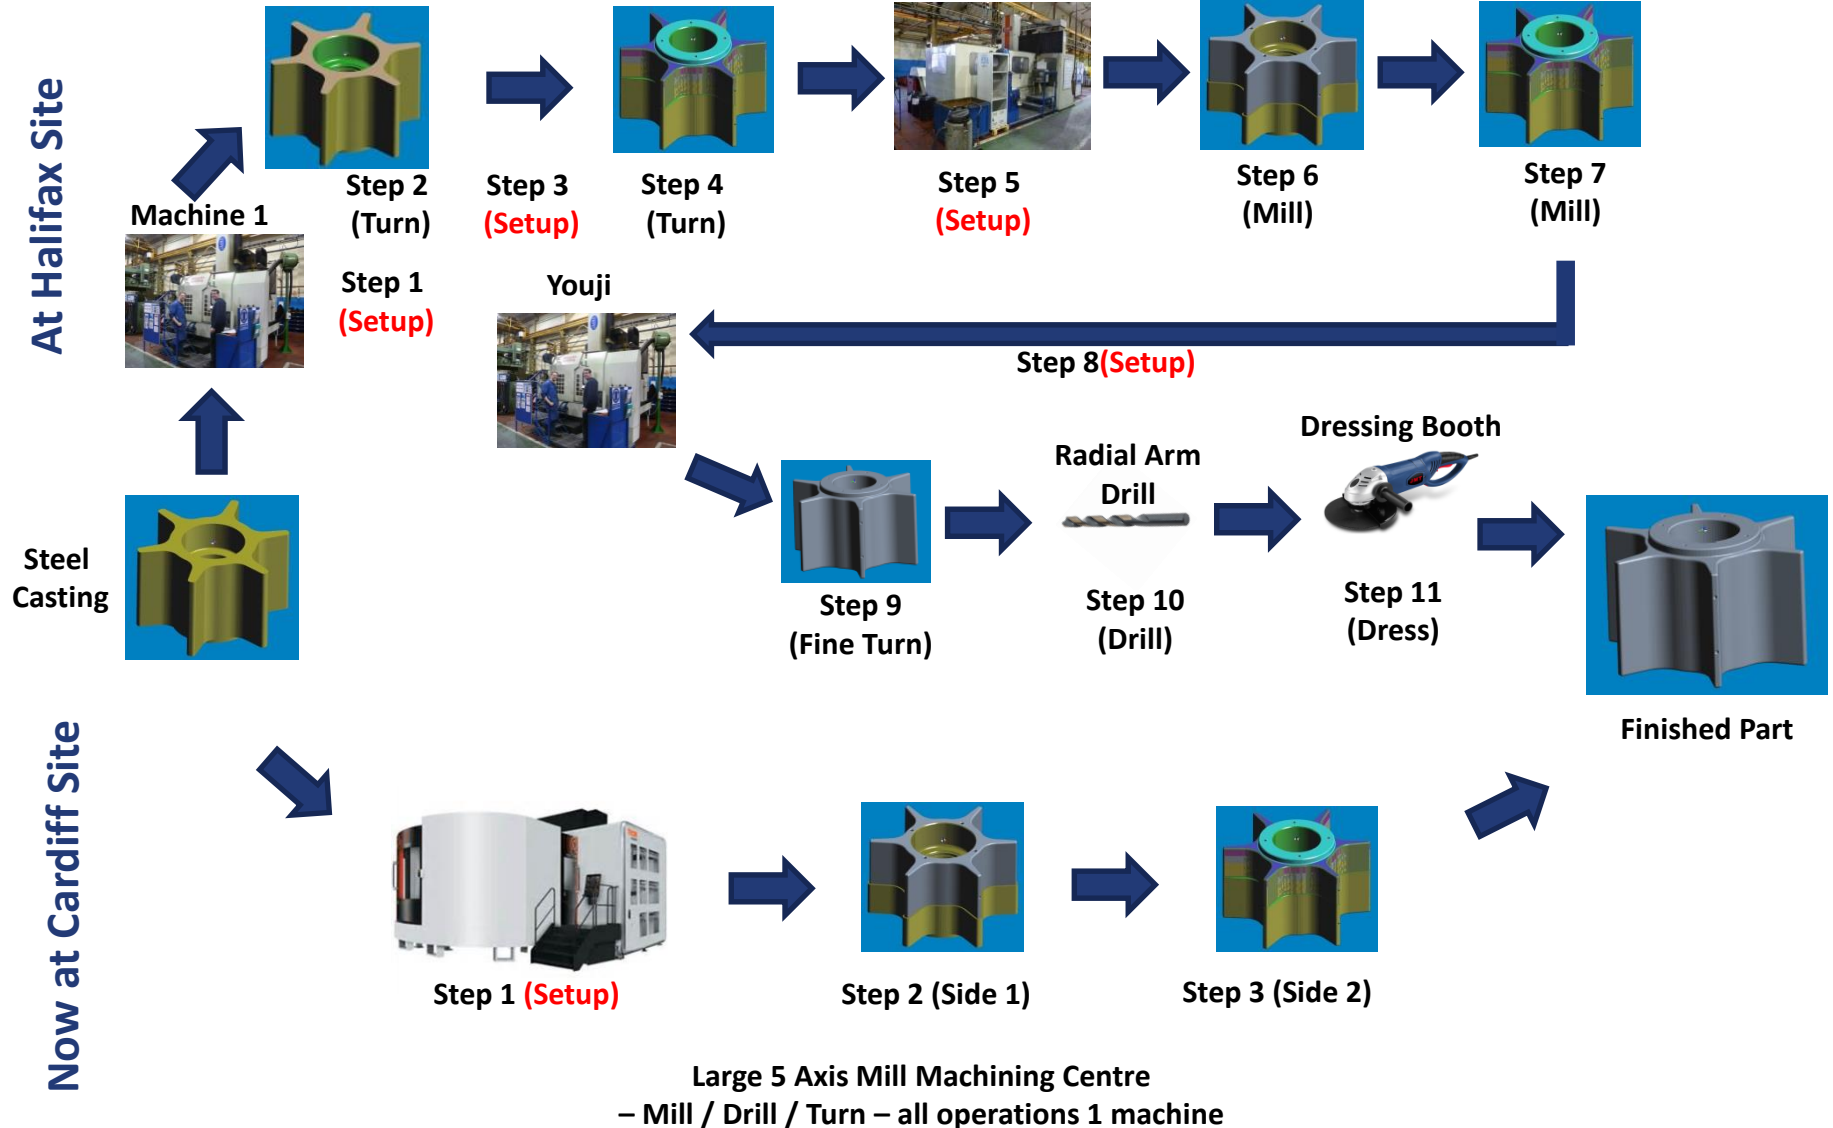 At Halifax Site
Machine 1
Step 2
(Turn)
Step 3
(Setup)
Step 4
(Turn)
Step 5
(Setup)
Step 6
(Mill)
Step 7
(Mill)
Step 1
(Setup)
Youji
Step 8(Setup)
Steel
Casting
Step 9
(Fine Turn)
Radial Arm
Drill
Step 10
(Drill)
Dressing Booth
Step 11
(Dress)
Finished Part
Now at Cardiff Site
Step 1 (Setup)
Step 2 (Side 1)
Step 3 (Side 2)
Large 5 Axis Mill Machining Centre
– Mill / Drill / Turn – all operations 1 machine